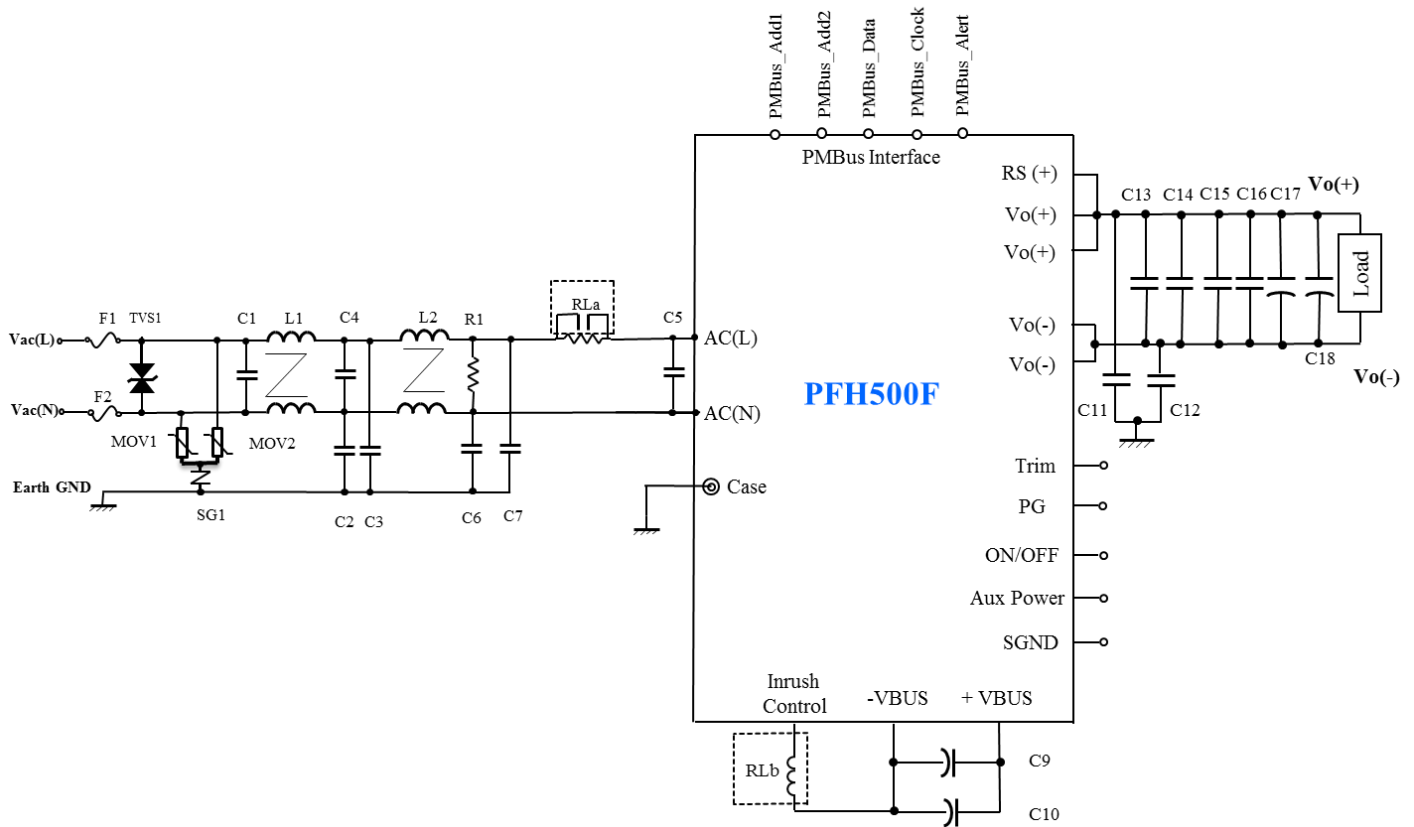 PMBus_Add1
PMBus_Add2
PMBus_Data
PMBus_Clock
PMBus_Alert
PMBus Interface
RS (+)
Vo(+)
Vo(+)
C13 C14 C15 C16 C17 Vo(+)
Load
RLa
F1 TVS1 C1 L1 C4 L2 R1 C5
Vac(L)
AC(L)
Vo(-)
Vo(-)
C18
Vo(-)
PFH500F
F2
Vac(N)
AC(N)
C11 C12
MOV1 MOV2
Trim
Earth GND
Case
SG1 C2 C3 C6 C7
PG
ON/OFF
Aux Power
SGND
Inrush
Control
-VBUS
+ VBUS
RLb
C9
C10